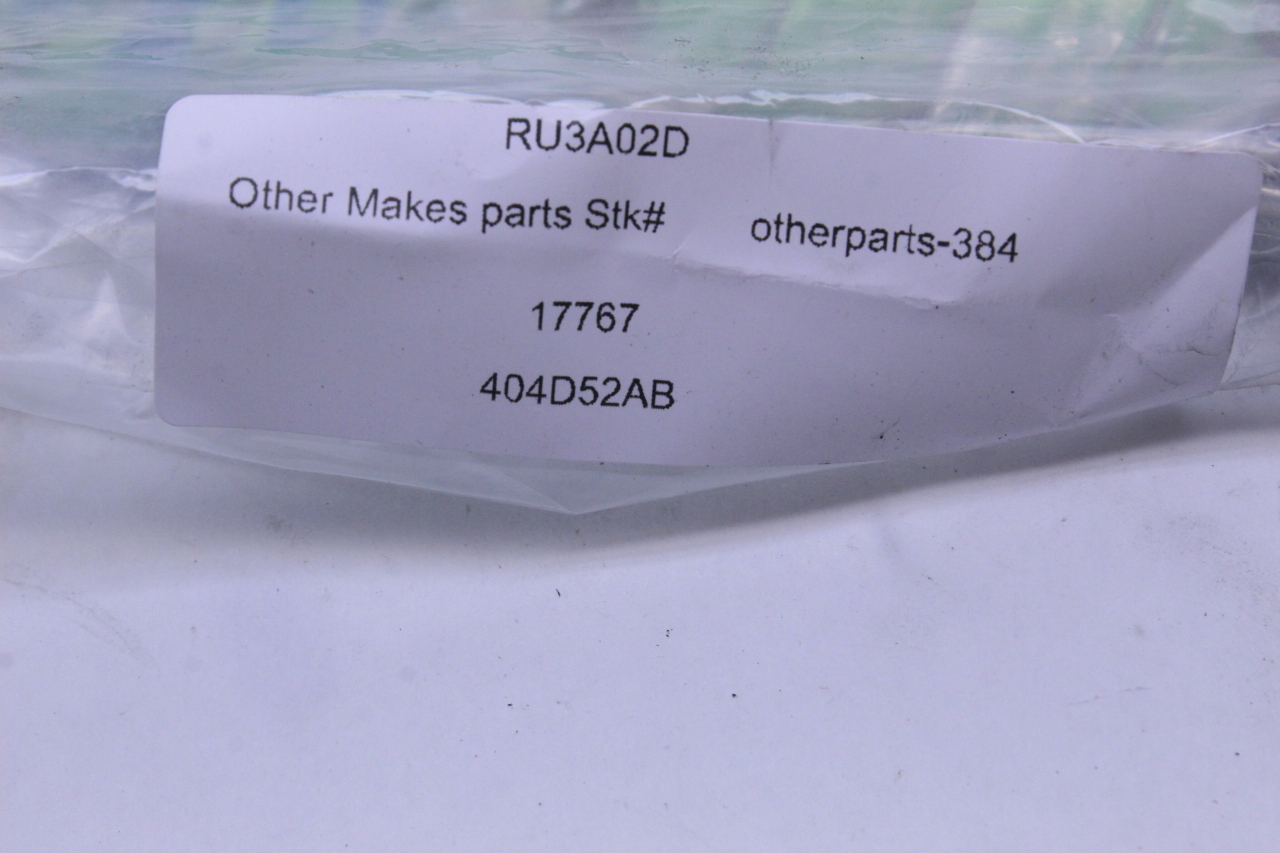 RU3A02D
Other Makes parts Stk# otherparts-384
17767
404D52AB